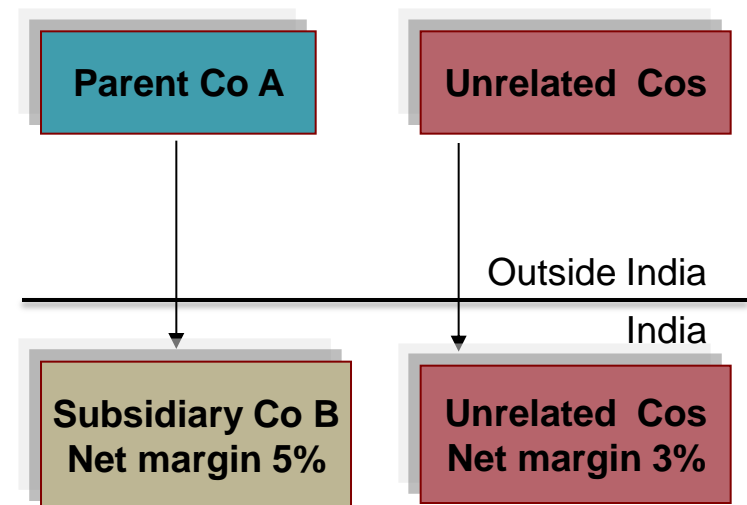 Parent Co A
Unrelated Cos
Outside India
India
Subsidiary Co B
Net margin 5%
Unrelated Cos
Net margin 3%